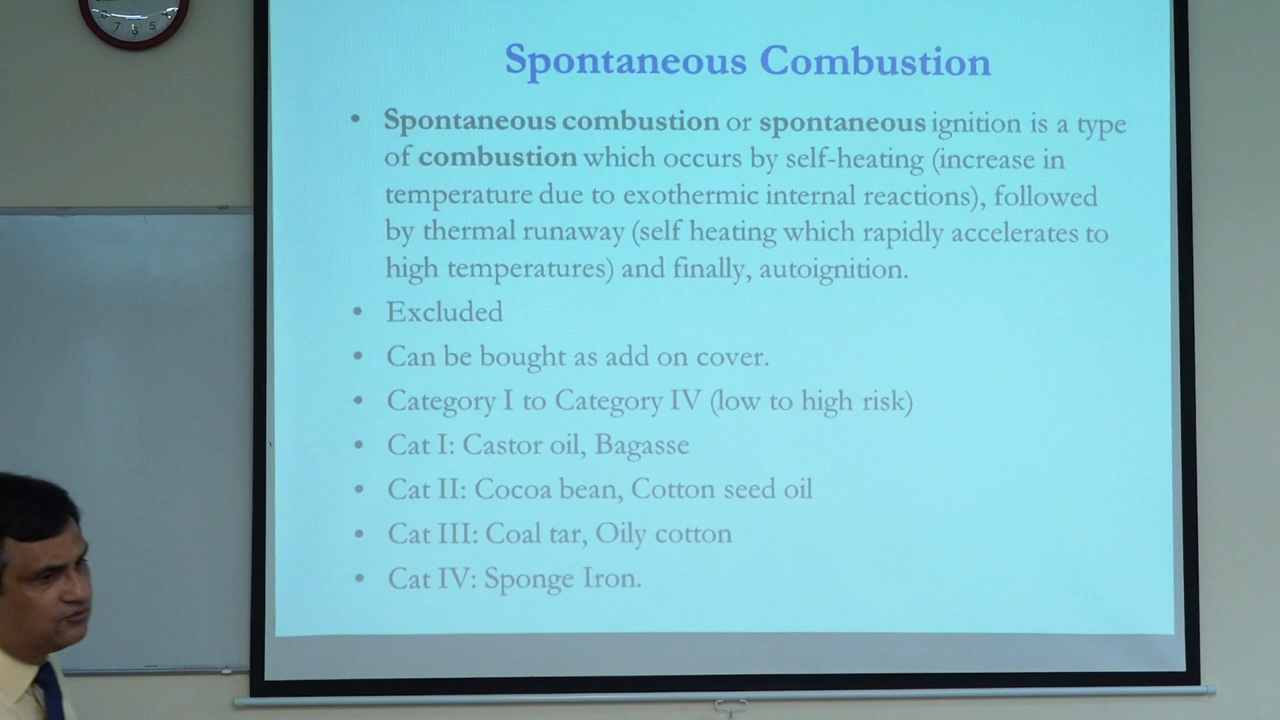 7 6 5
Spontaneous Combustion
• Spontaneous combustion or spontaneous ignition is a type
of combustion which occurs by self-heating (increase in
temperature due to exothermic internal reactions), followed
by thermal runaway (self heating which rapidly accelerates to
high temperatures) and finally, autoignition.
• Excluded
• Can be bought as add on cover.
• Category I to Category IV (low to high risk)
• Cat I: Castor oil, Bagasse
• Cat II: Cocoa bean, Cotton seed oil
• Cat III: Coal tar, Oily cotton
• Cat IV: Sponge Iron.